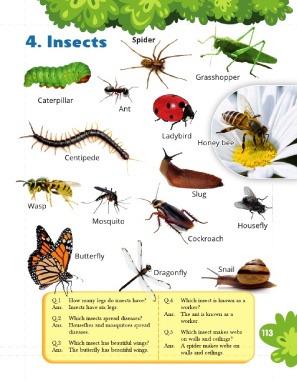 4. Insects
Spider
Grasshopper
Caterpillar
Ant
Ladybird
Honey bee
Centipede
Slug
Wasp
Mosquito
Housefly
Cockroach
Butterfly
Dragonfly
Snail
Q.1 How many legs do insects have?
Ans. Insects have six legs.
Q.2 Which insects spread diseases?
Ans. Houseflies and mosquitoes spread
diseases.
Q.3 Which insect has beautiful wings?
Ans. The butterfly has beautiful wings.
Q.4 Which insect is known as a
worker?
Ans. The ant is known as a
worker.
Q.5 Which insect makes webs
on walls and ceilings?
Ans. A spider makes webs on
walls and ceilings.
113